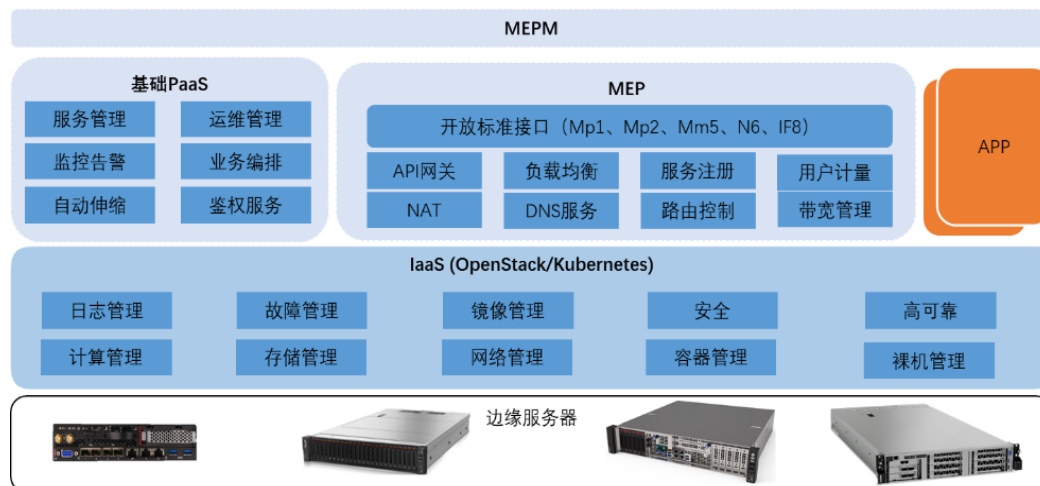 MEPM
基础PaaS
服务管理
运维管理
监控告警
业务编排
自动伸缩
鉴权服务
MEP
开放标准接口（Mp1、Mp2、Mm5、N6、IF8）
API网关
负载均衡
服务注册
用户计量
NAT
DNS服务
路由控制
带宽管理
APP
IaaS (OpenStack/Kubernetes)
日志管理
故障管理
镜像管理
安全
高可靠
计算管理
存储管理
网络管理
容器管理
裸机管理
边缘服务器